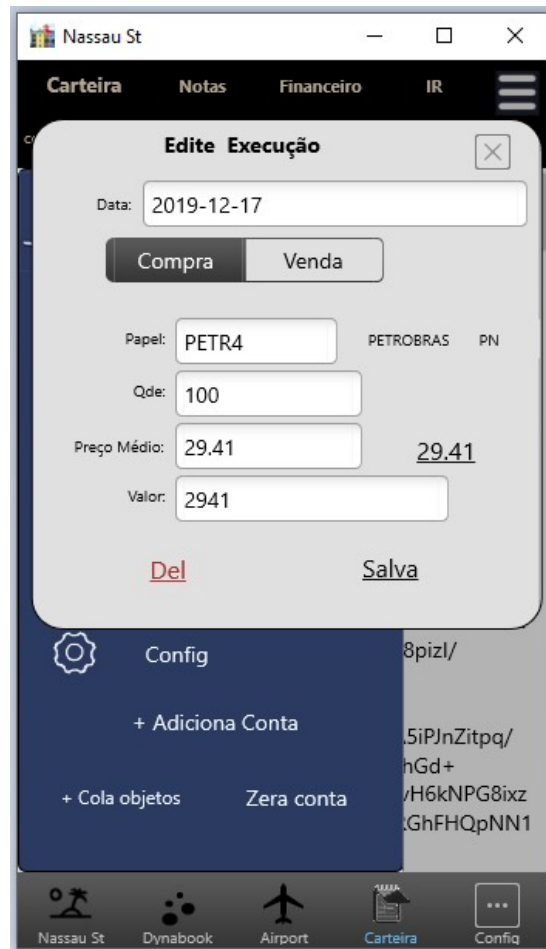 Nassau St
Carteira Notas Financeiro IR
Edite Execução
Data: 2019-12-17
Compra Venda
Papel: PETR4 PETROBRAS PN
Qde: 100
Preço Médio: 29.41 29.41
Valor: 2941
Del Salva
8pizI/
Config
+ Adiciona Conta
.5iPJnZitpq/
hGd+
+ Cola objetos Zera conta
/H6kNPG8ixz
GhFHQpNN1
Nassau St Dynabook Airport Carteira Config